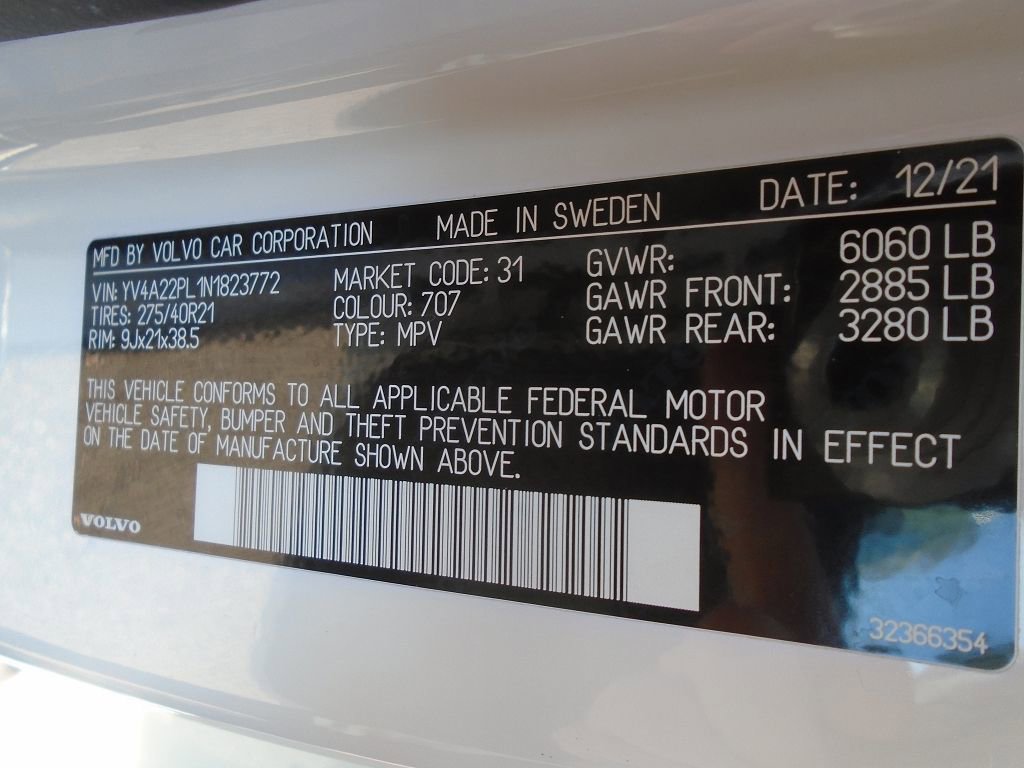 MFD BY VOLVO CAR CORPORATION MADE IN SWEDEN DATE: 12/21
VIN: YV4A22PL1N1823772 MARKET CODE: 31 GVWR: 6060 LB
TIRES: 275/40R21 COLOUR: 707 GAWR FRONT: 2885 LB
RIM: 9Jx21x38.5 TYPE: MPV GAWR REAR: 3280 LB
THIS VEHICLE CONFORMS TO ALL APPLICABLE FEDERAL MOTOR
VEHICLE SAFETY, BUMPER AND THEFT PREVENTION STANDARDS IN EFFECT
ON THE DATE OF MANUFACTURE SHOWN ABOVE.
VOLVO
32366354